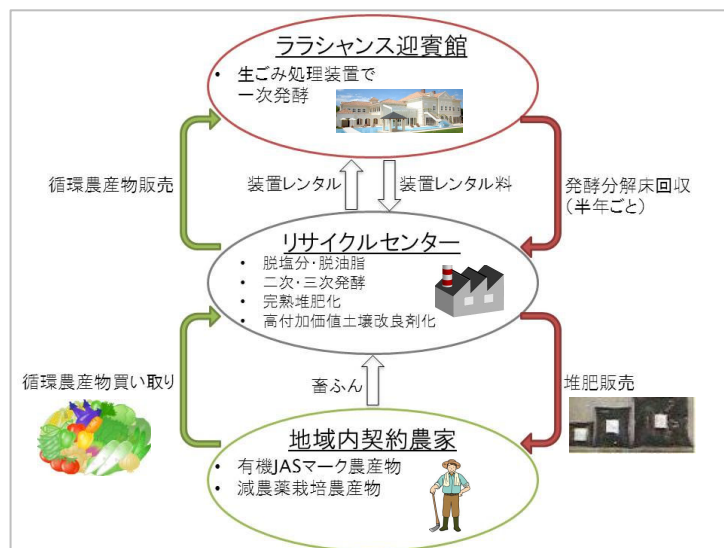 ララシャンス迎賓館
• 生ごみ処理装置で
一次発酵
循環農産物販売
装置レンタル
装置レンタル料
発酵分解床回収
(半年ごと)
リサイクルセンター
• 脱塩分・脱油脂
• 二次・三次発酵
• 完熟堆肥化
• 高付加価値土壌改良剤化
循環農産物買い取り
畜ふん
堆肥販売
地域内契約農家
• 有機JASマーク農産物
• 減農薬栽培農産物